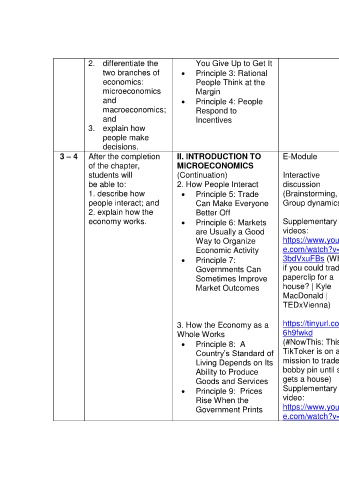 2. differentiate the
two branches of
economics:
microeconomics
and
macroeconomics;
and
3. explain how
people make
decisions.
You Give Up to Get It
• Principle 3: Rational
People Think at the
Margin
• Principle 4: People
Respond to
Incentives
3 – 4
After the completion
of the chapter,
students will
be able to:
1. describe how
people interact; and
2. explain how the
economy works.
II. INTRODUCTION TO
MICROECONOMICS
(Continuation)
2. How People Interact
• Principle 5: Trade
Can Make Everyone
Better Off
• Principle 6: Markets
are Usually a Good
Way to Organize
Economic Activity
• Principle 7:
Governments Can
Sometimes Improve
Market Outcomes
3. How the Economy as a
Whole Works
• Principle 8: A
Country's Standard of
Living Depends on Its
Ability to Produce
Goods and Services
• Principle 9: Prices
Rise When the
Government Prints
E-Module
Interactive
discussion
(Brainstorming,
Group dynamic
Supplementary
videos:
https://www.you
e.com/watch?v=
3bdVxuFBs (Wh
if you could trad
paperclip for a
house? | Kyle
MacDonald |
TEDxVienna)
https://tinyurl.co
6h9fwkd
(#NowThis: This
TikToker is on a
mission to trade
bobby pin until s
gets a house)
Supplementary
video:
https://www.you
e.com/watch?v=